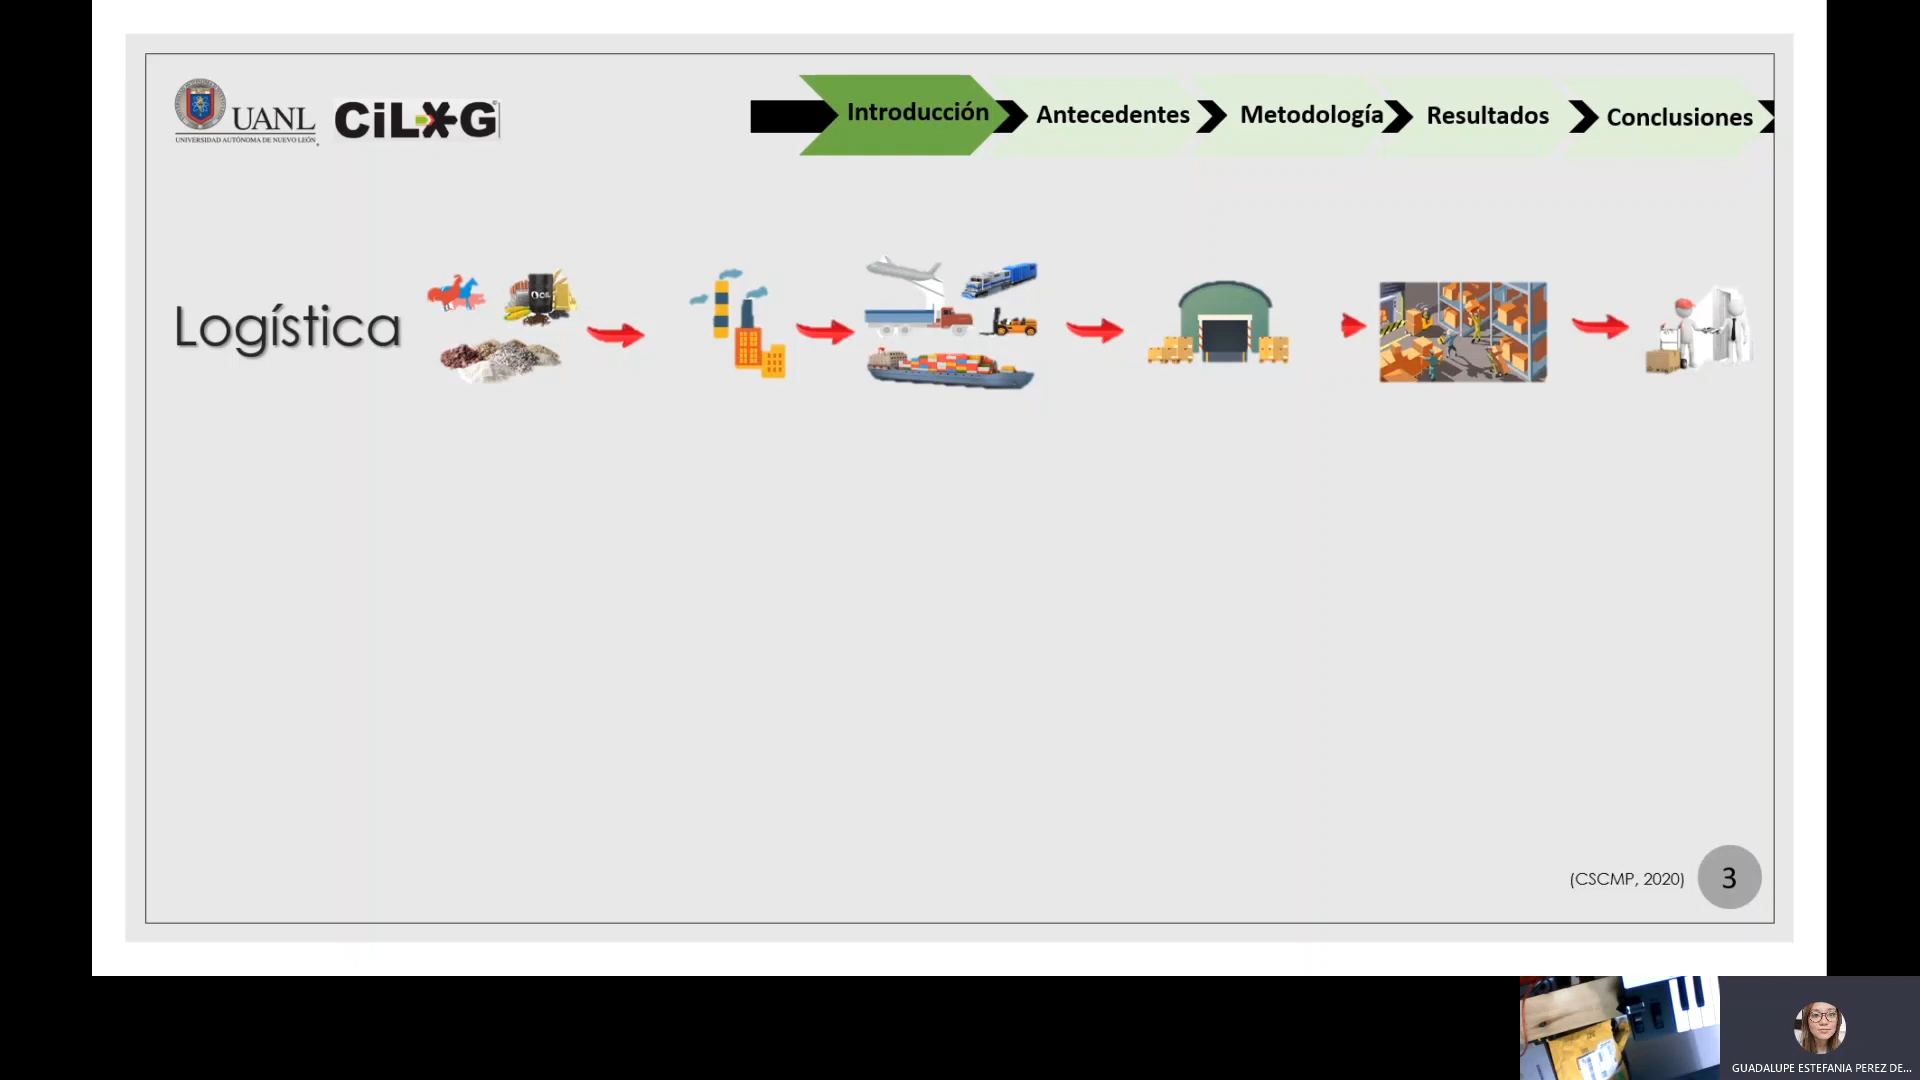 UANL
UNIVERSIDAD AUTÓNOMA DE NUEVO LEÓN
CiLOG
Introducción
Antecedentes
Metodología
Resultados
Conclusiones
Logística
OIL
(CSCMP, 2020)
3
GUADALUPE ESTEFANIA PEREZ DE...